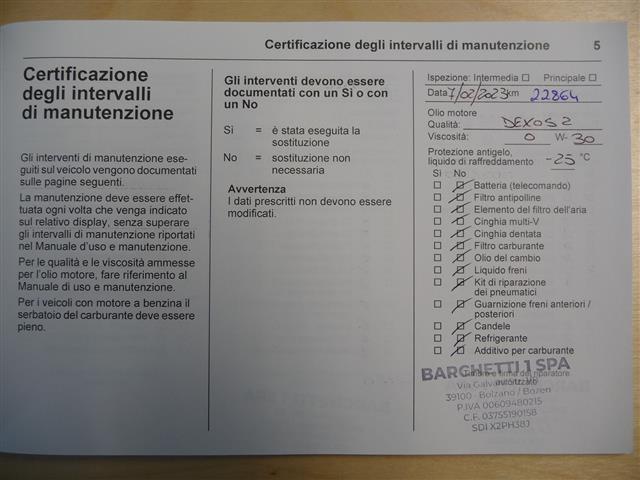 Certificazione degli intervalli di manutenzione 5
Certificazione
degli intervalli
di manutenzione
Gli interventi di manutenzione ese-
guiti sul veicolo vengono documentati
sulle pagine seguenti.
La manutenzione deve essere effet-
tuata ogni volta che venga indicato
sul relativo display, senza superare
gli intervalli di manutenzione riportati
nel Manuale d'uso e manutenzione.
Per le qualità e le viscosità ammesse
per l'olio motore, fare riferimento al
Manuale di uso e manutenzione.
Per i veicoli con motore a benzina il
serbatoio del carburante deve essere
pieno.
Gli interventi devono essere
documentati con un Sì o con
un No
Sì = è stata eseguita la
sostituzione
No = sostituzione non
necessaria
Avvertenza
I dati prescritti non devono essere
modificati.
Ispezione: Intermedia ☐ Principale ☐
Data 7/02/2023 km 22864
Olio motore
Qualità: DEXOS 2
Viscosità: 0 W- 30
Protezione antigelo,
liquido di raffreddamento -25 °C
Sì No
Batteria (telecomando)
Filtro antipolline
Elemento del filtro dell'aria
Cinghia multi-V
Cinghia dentata
Filtro carburante
Olio del cambio
Liquido freni
Kit di riparazione
dei pneumatici
Guarnizione freni anteriori /
posteriori
Candele
Refrigerante
Additivo per carburante
BARCHETTI 1 SPA
Timbro e firma del riparatore
autorizzato
Via Galvani
39100 - Bolzano / Bozen
P.IVA 00609480215
C.F. 03755190158
SDI X2PH38J